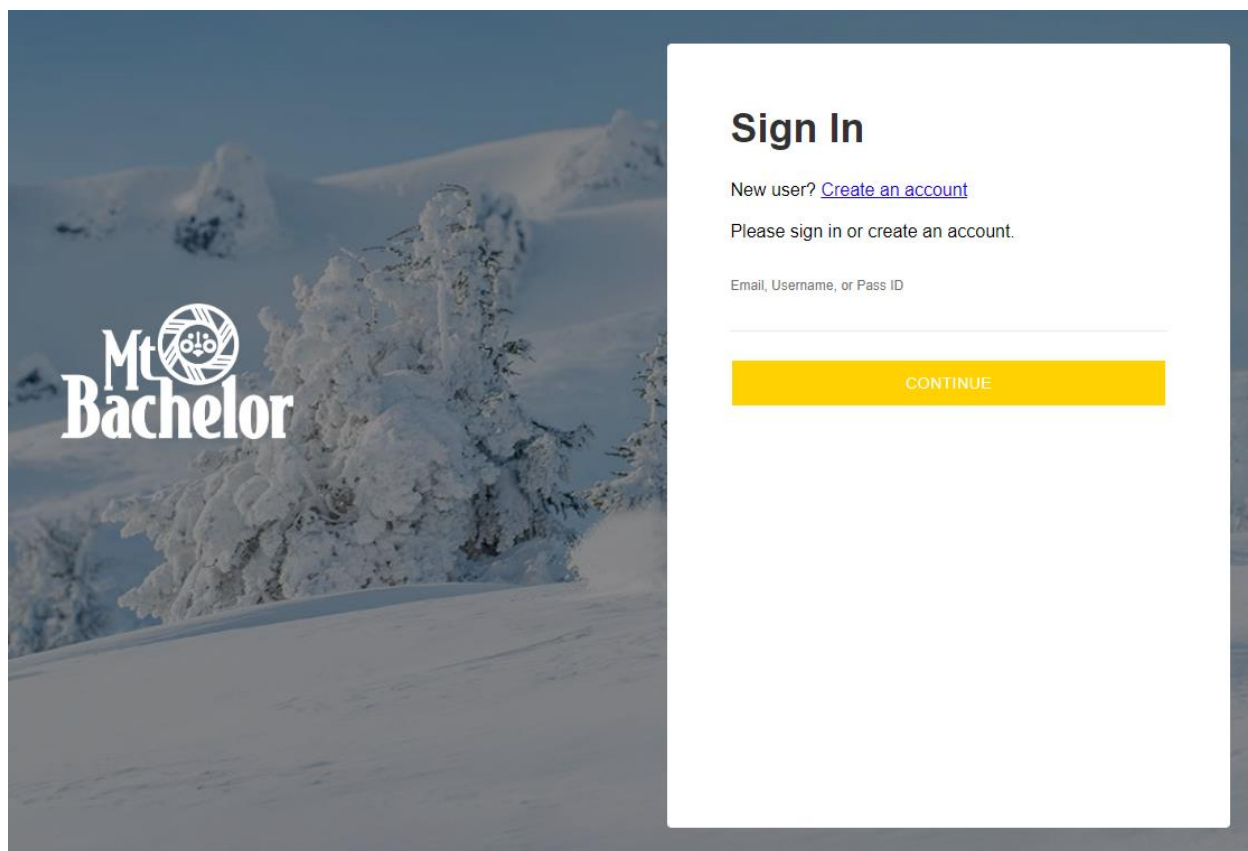 Mt
Bachelor
Sign In
New user? Create an account
Please sign in or create an account.
Email, Username, or Pass ID
CONTINUE